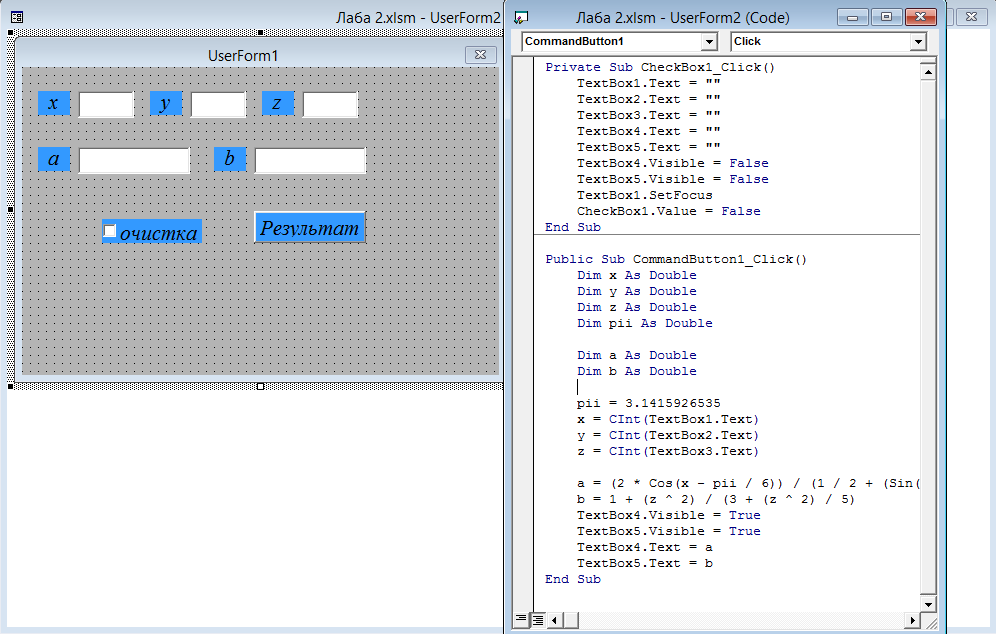 Лаба 2.xlsm - UserForm2
UserForm1
x
y
z
a
b
очистка
Результат
Лаба 2.xlsm - UserForm2 (Code)
CommandButton1
Click
Private Sub CheckBox1_Click()
TextBox1.Text = ""
TextBox2.Text = ""
TextBox3.Text = ""
TextBox4.Text = ""
TextBox5.Text = ""
TextBox4.Visible = False
TextBox5.Visible = False
TextBox1.SetFocus
CheckBox1.Value = False
End Sub
Public Sub CommandButton1_Click()
Dim x As Double
Dim y As Double
Dim z As Double
Dim pii As Double
Dim a As Double
Dim b As Double
pii = 3.1415926535
x = CInt(TextBox1.Text)
y = CInt(TextBox2.Text)
z = CInt(TextBox3.Text)
a = (2 * Cos(x - pii / 6)) / (1 / 2 + (Sin(
b = 1 + (z ^ 2) / (3 + (z ^ 2) / 5)
TextBox4.Visible = True
TextBox5.Visible = True
TextBox4.Text = a
TextBox5.Text = b
End Sub